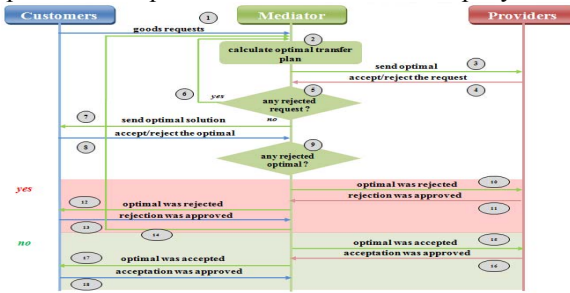 Customers
Mediator
Providers
1
goods requests
2
calculate optimal transfer
plan
send optimal
3
accept/reject the request
4
5
6
yes
any rejected
request ?
no
7
send optimal solution
accept/reject the optimal
8
9
any rejected
optimal ?
yes
optimal was rejected
10
rejection was approved
11
12
optimal was rejected
rejection was approved
13
14
no
optimal was accepted
15
acceptation was approved
16
17
optimal was accepted
acceptation was approved
18